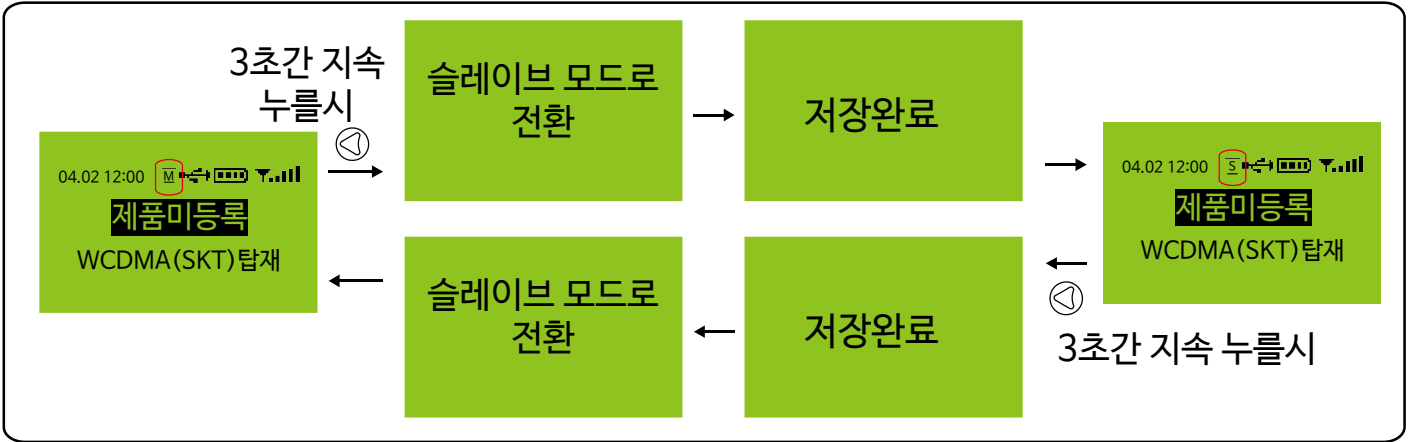 3초간 지속
누를시
슬레이브 모드로
전환
저장완료
04.02 12:00 M
제품미등록
WCDMA(SKT)탑재
04.02 12:00 S
제품미등록
WCDMA(SKT)탑재
슬레이브 모드로
전환
저장완료
3초간 지속 누를시